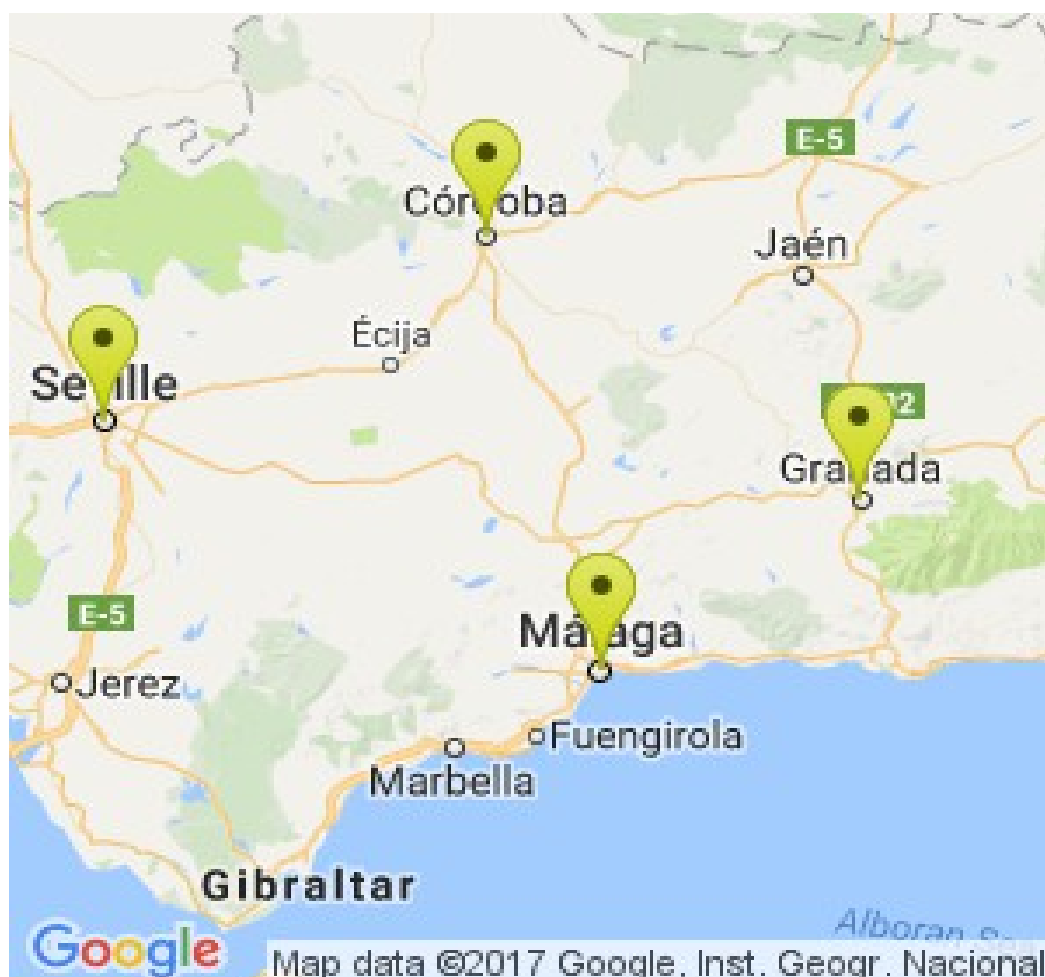 E-5
Córdoba
Jaén
Écija
Seville
Granada
E-5
Málaga
Jerez
Fuengirola
Marbella
Gibraltar
Alboran
Google
Map data ©2017 Google, Inst. Geogr. Nacional